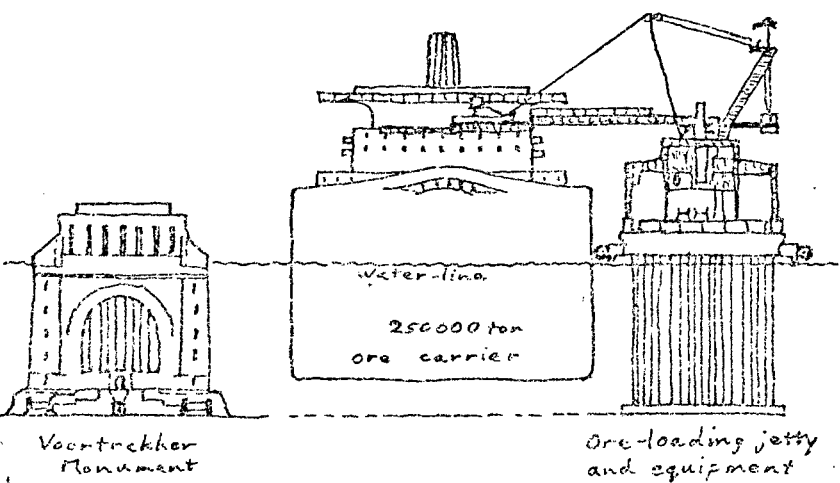 Water-line
250000 ton
ore carrier
Voortrekker
Monument
Ore-loading jetty
and equipment